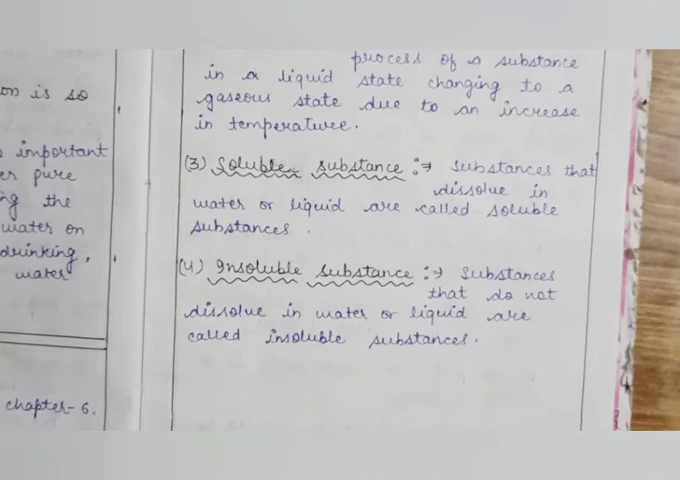 on is so
important
er pure
ng the
water on
drinking,
water
chapter-6.
process of a substance
in a liquid state changing to a
gaseous state due to an increase
in temperature.
(3) Soluble substance :→ Substances that
dissolve in
water or liquid are called soluble
substances.
(4) Insoluble substance :→ Substances
that do not
dissolve in water or liquid are
called insoluble substances.